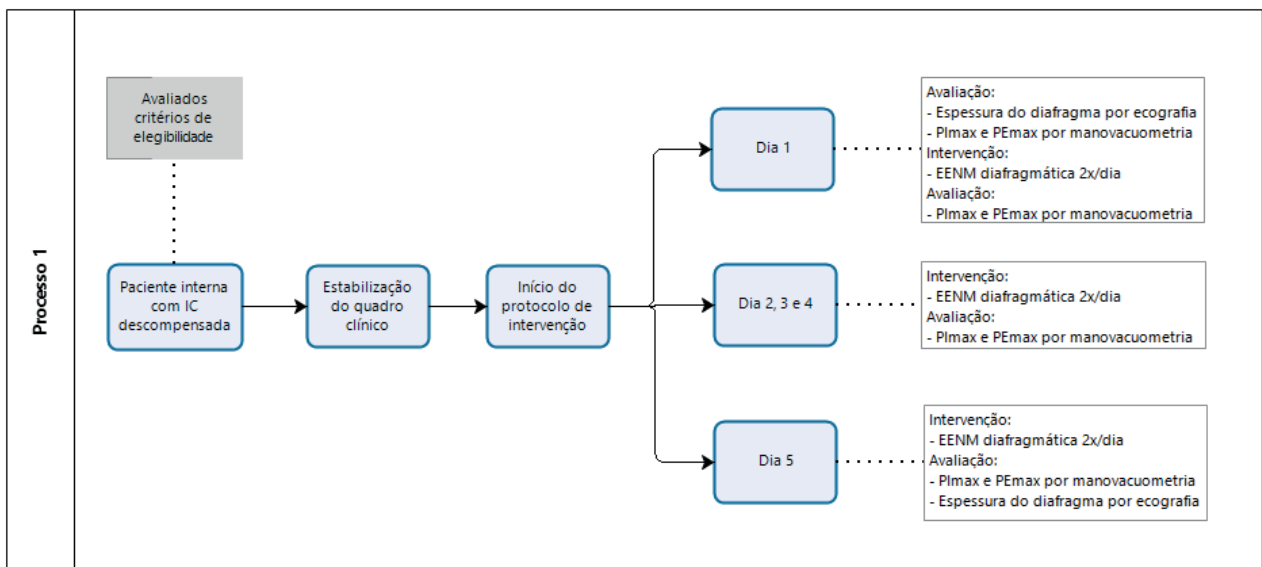 Processo 1
Avaliados
critérios de
elegibilidade
Paciente interna
com IC
descompensada
Estabilização
do quadro
clínico
Início do
protocolo de
intervenção
Dia 1
Avaliação:
- Espessura do diafragma por ecografia
- PImax e PEmax por manovacuometria
Intervenção:
- EENM diafragmática 2x/dia
Avaliação:
- PImax e PEmax por manovacuometria
Dia 2, 3 e 4
Intervenção:
- EENM diafragmática 2x/dia
Avaliação:
- PImax e PEmax por manovacuometria
Dia 5
Intervenção:
- EENM diafragmática 2x/dia
Avaliação:
- PImax e PEmax por manovacuometria
- Espessura do diafragma por ecografia